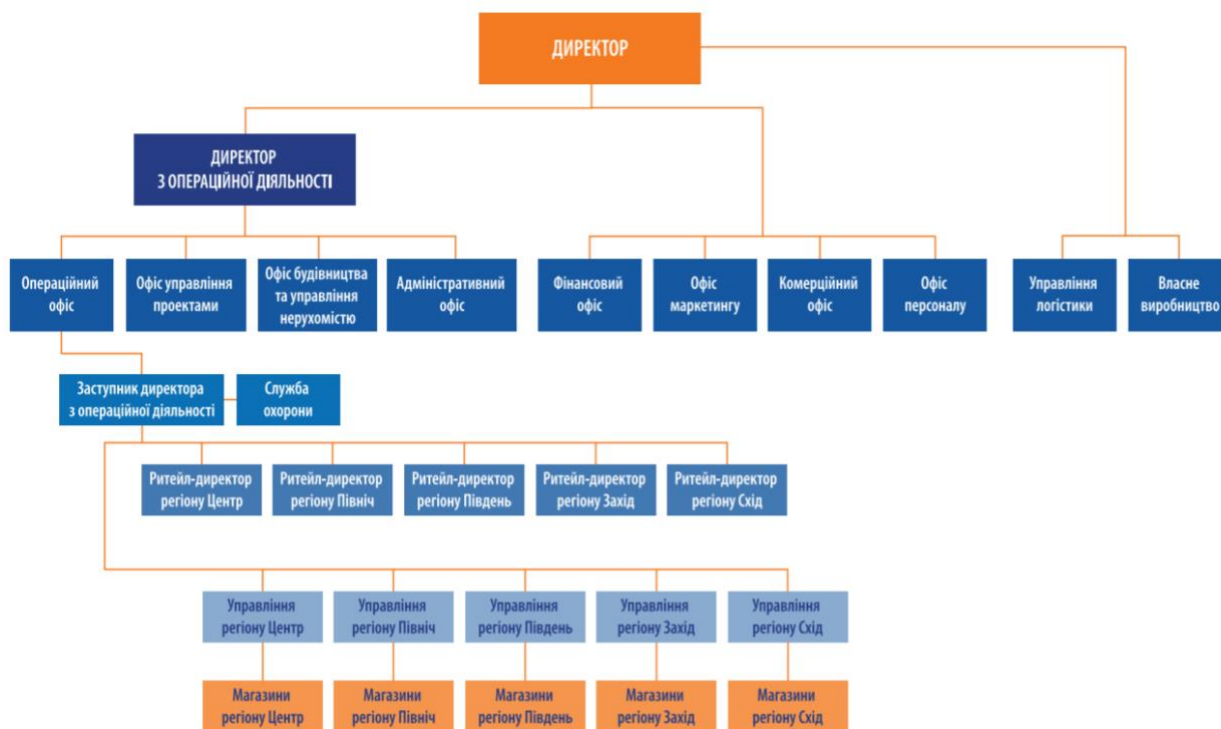 ДИРЕКТОР
ДИРЕКТОР
З ОПЕРАЦІЙНОЇ ДІЯЛЬНОСТІ
Операційний
офіс
Офіс управління
проектами
Офіс будівництва
та управління
нерухомістю
Адміністративний
офіс
Фінансовий
офіс
Офіс
маркетингу
Комерційний
офіс
Офіс
персоналу
Управління
логістики
Власне
виробництво
Заступник директора
з операційної діяльності
Служба
охорони
Ритейл-директор
регіону Центр
Ритейл-директор
регіону Північ
Ритейл-директор
регіону Південь
Ритейл-директор
регіону Захід
Ритейл-директор
регіону Схід
Управління
регіону Центр
Управління
регіону Північ
Управління
регіону Південь
Управління
регіону Захід
Управління
регіону Схід
Магазини
регіону Центр
Магазини
регіону Північ
Магазини
регіону Південь
Магазини
регіону Захід
Магазини
регіону Схід